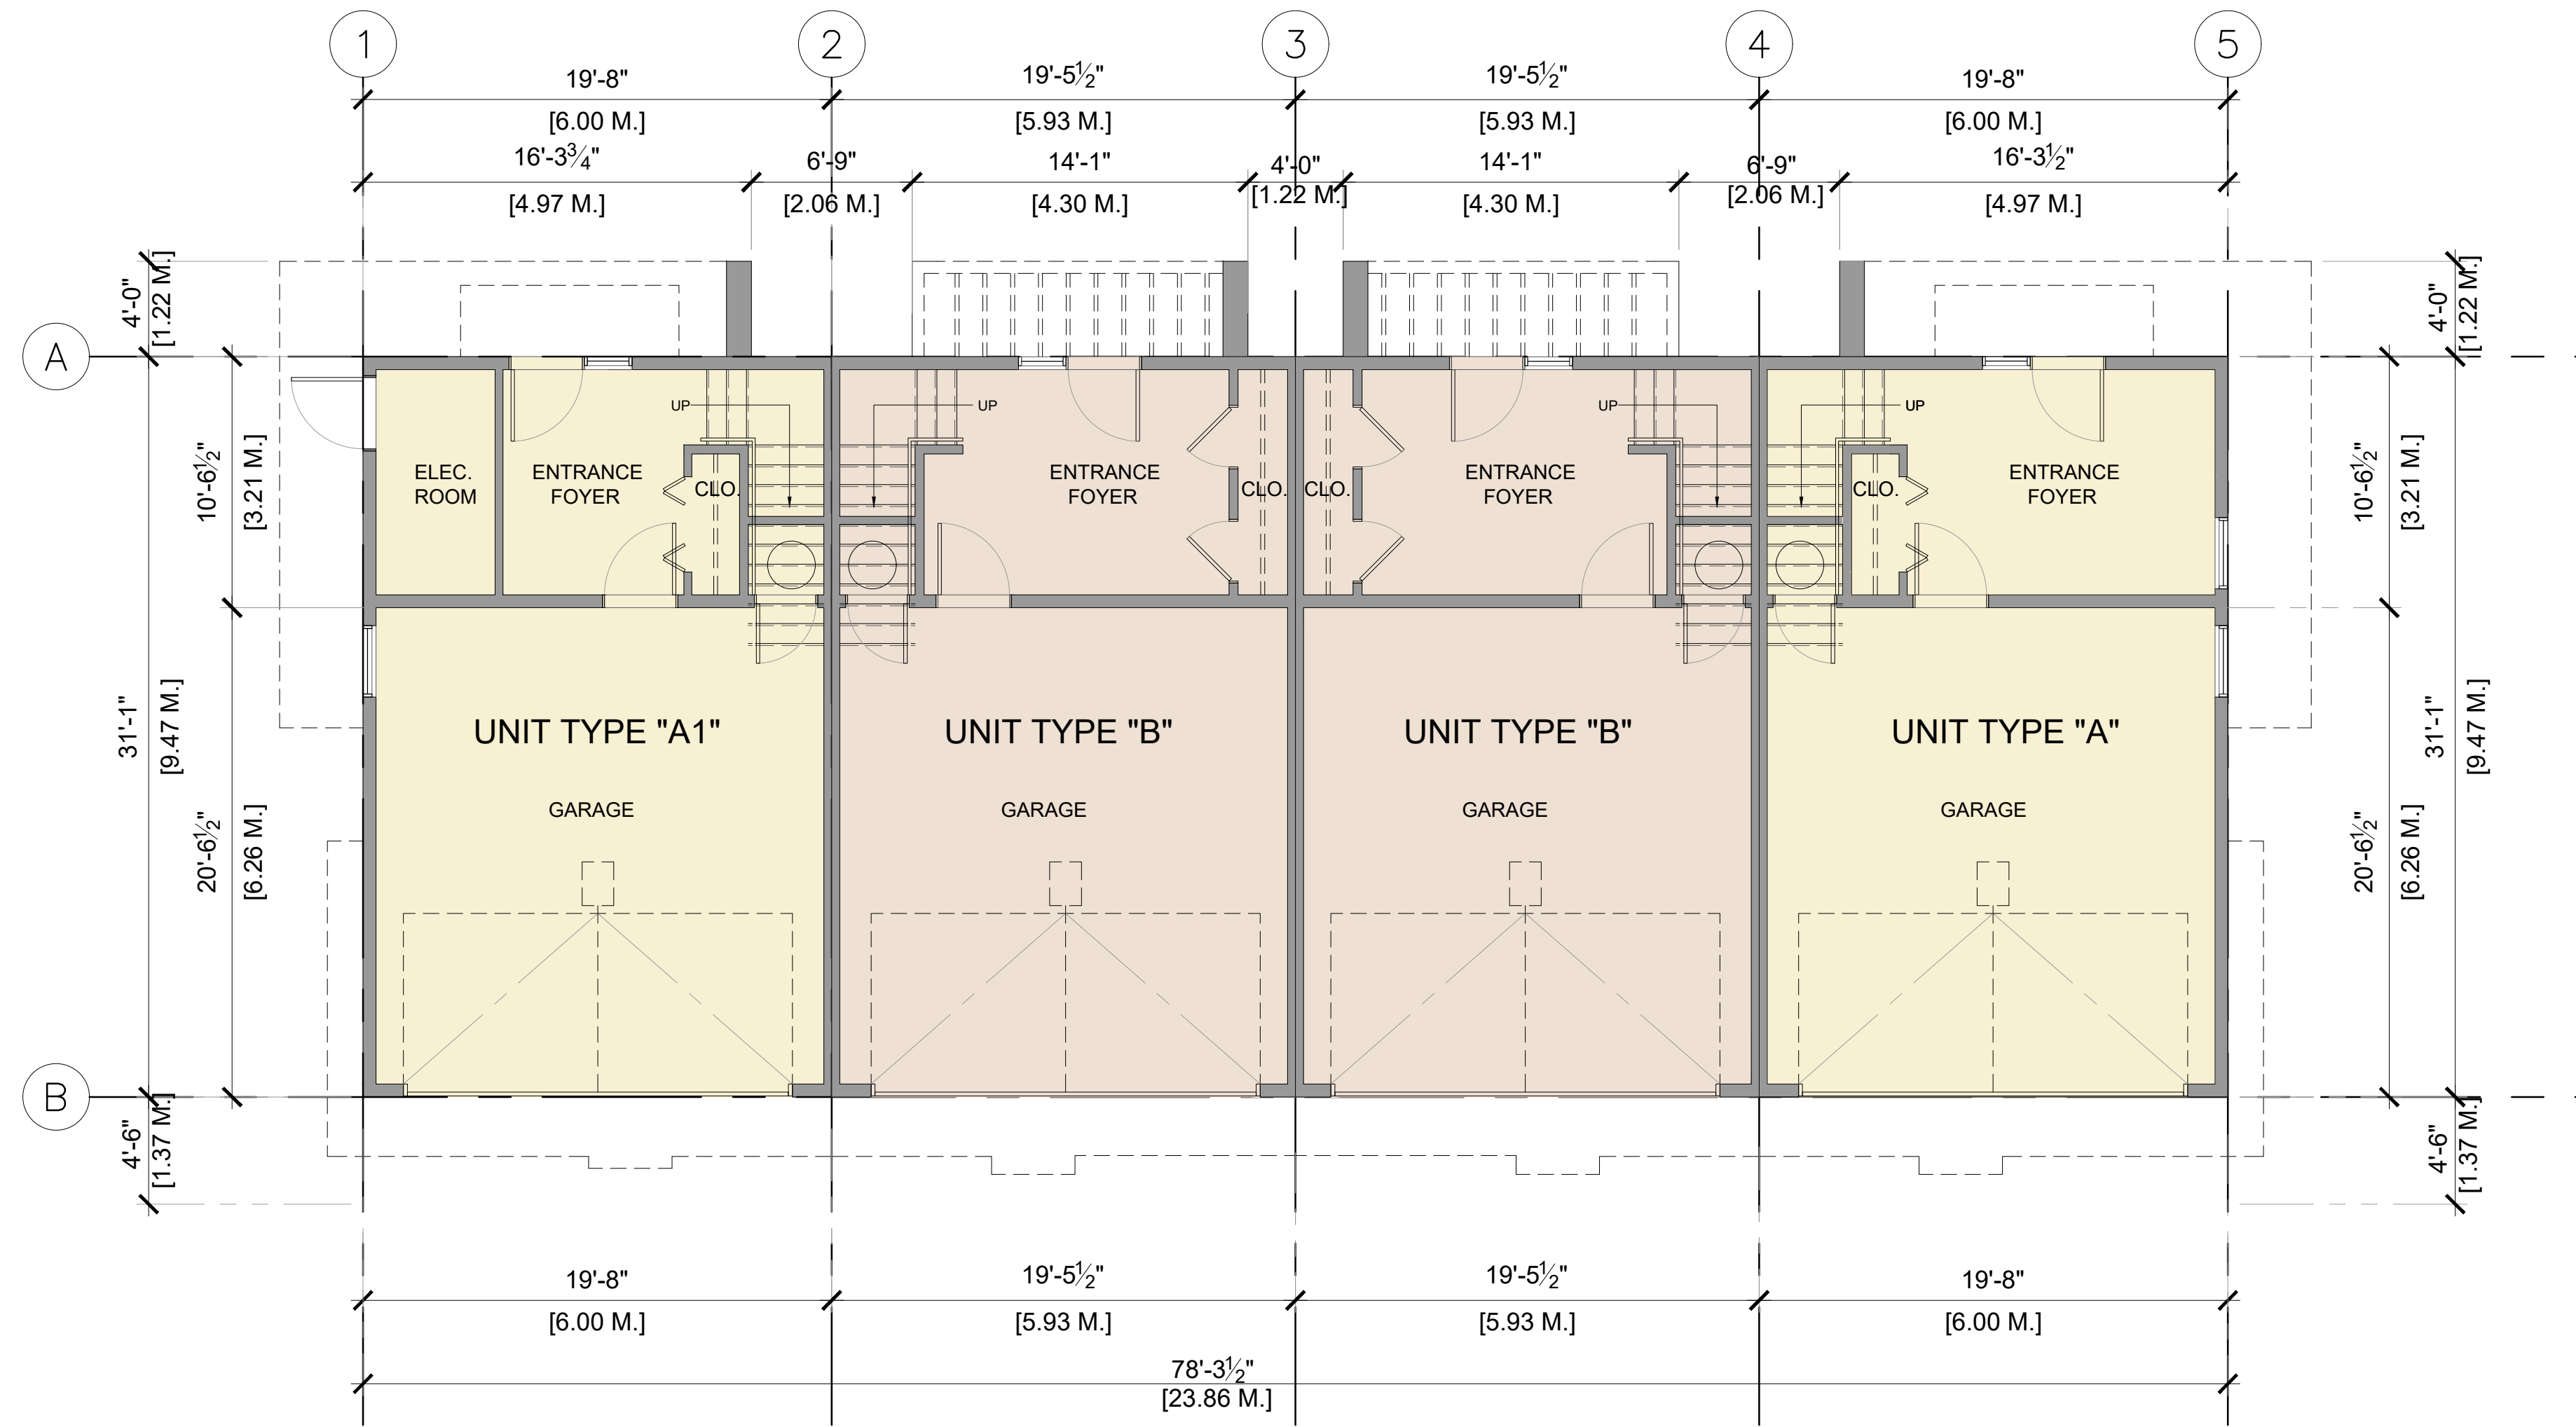 1 2 3 4 5
19'-8" 19'-5½" 19'-5½" 19'-8"
[6.00 M.] [5.93 M.] [5.93 M.] [6.00 M.]
16'-3¾" 6'-9" 14'-1" 4'-0" 14'-1" 6'-9" 16'-3½"
[4.97 M.] [2.06 M.] [4.30 M.] [1.22 M.] [4.30 M.] [2.06 M.] [4.97 M.]
4'-0"
[1.22 M.]
4'-0"
[1.22 M.]
A
UP UP UP UP
10'-6½"
[3.21 M.]
ELEC.
ROOM
ENTRANCE
FOYER
CLO.
ENTRANCE
FOYER
CLO.
CLO.
ENTRANCE
FOYER
CLO.
ENTRANCE
FOYER
10'-6½"
[3.21 M.]
31'-1"
[9.47 M.]
UNIT TYPE "A1" UNIT TYPE "B" UNIT TYPE "B" UNIT TYPE "A"
31'-1"
[9.47 M.]
20'-6½"
[6.26 M.]
GARAGE GARAGE GARAGE GARAGE
20'-6½"
[6.26 M.]
B
4'-6"
[1.37 M.]
4'-6"
[1.37 M.]
19'-8" 19'-5½" 19'-5½" 19'-8"
[6.00 M.] [5.93 M.] [5.93 M.] [6.00 M.]
78'-3½"
[23.86 M.]